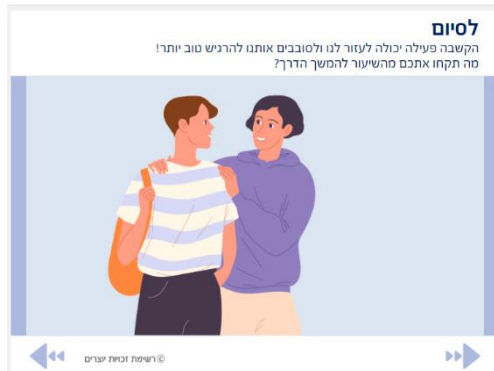 לסיום
הקשבה פעילה יכולה לעזור לנו ולסובבים אותנו להרגיש טוב יותר!
מה תקחו אתכם מהשיעור להמשך הדרך?
© רשימת זכויות יוצרים